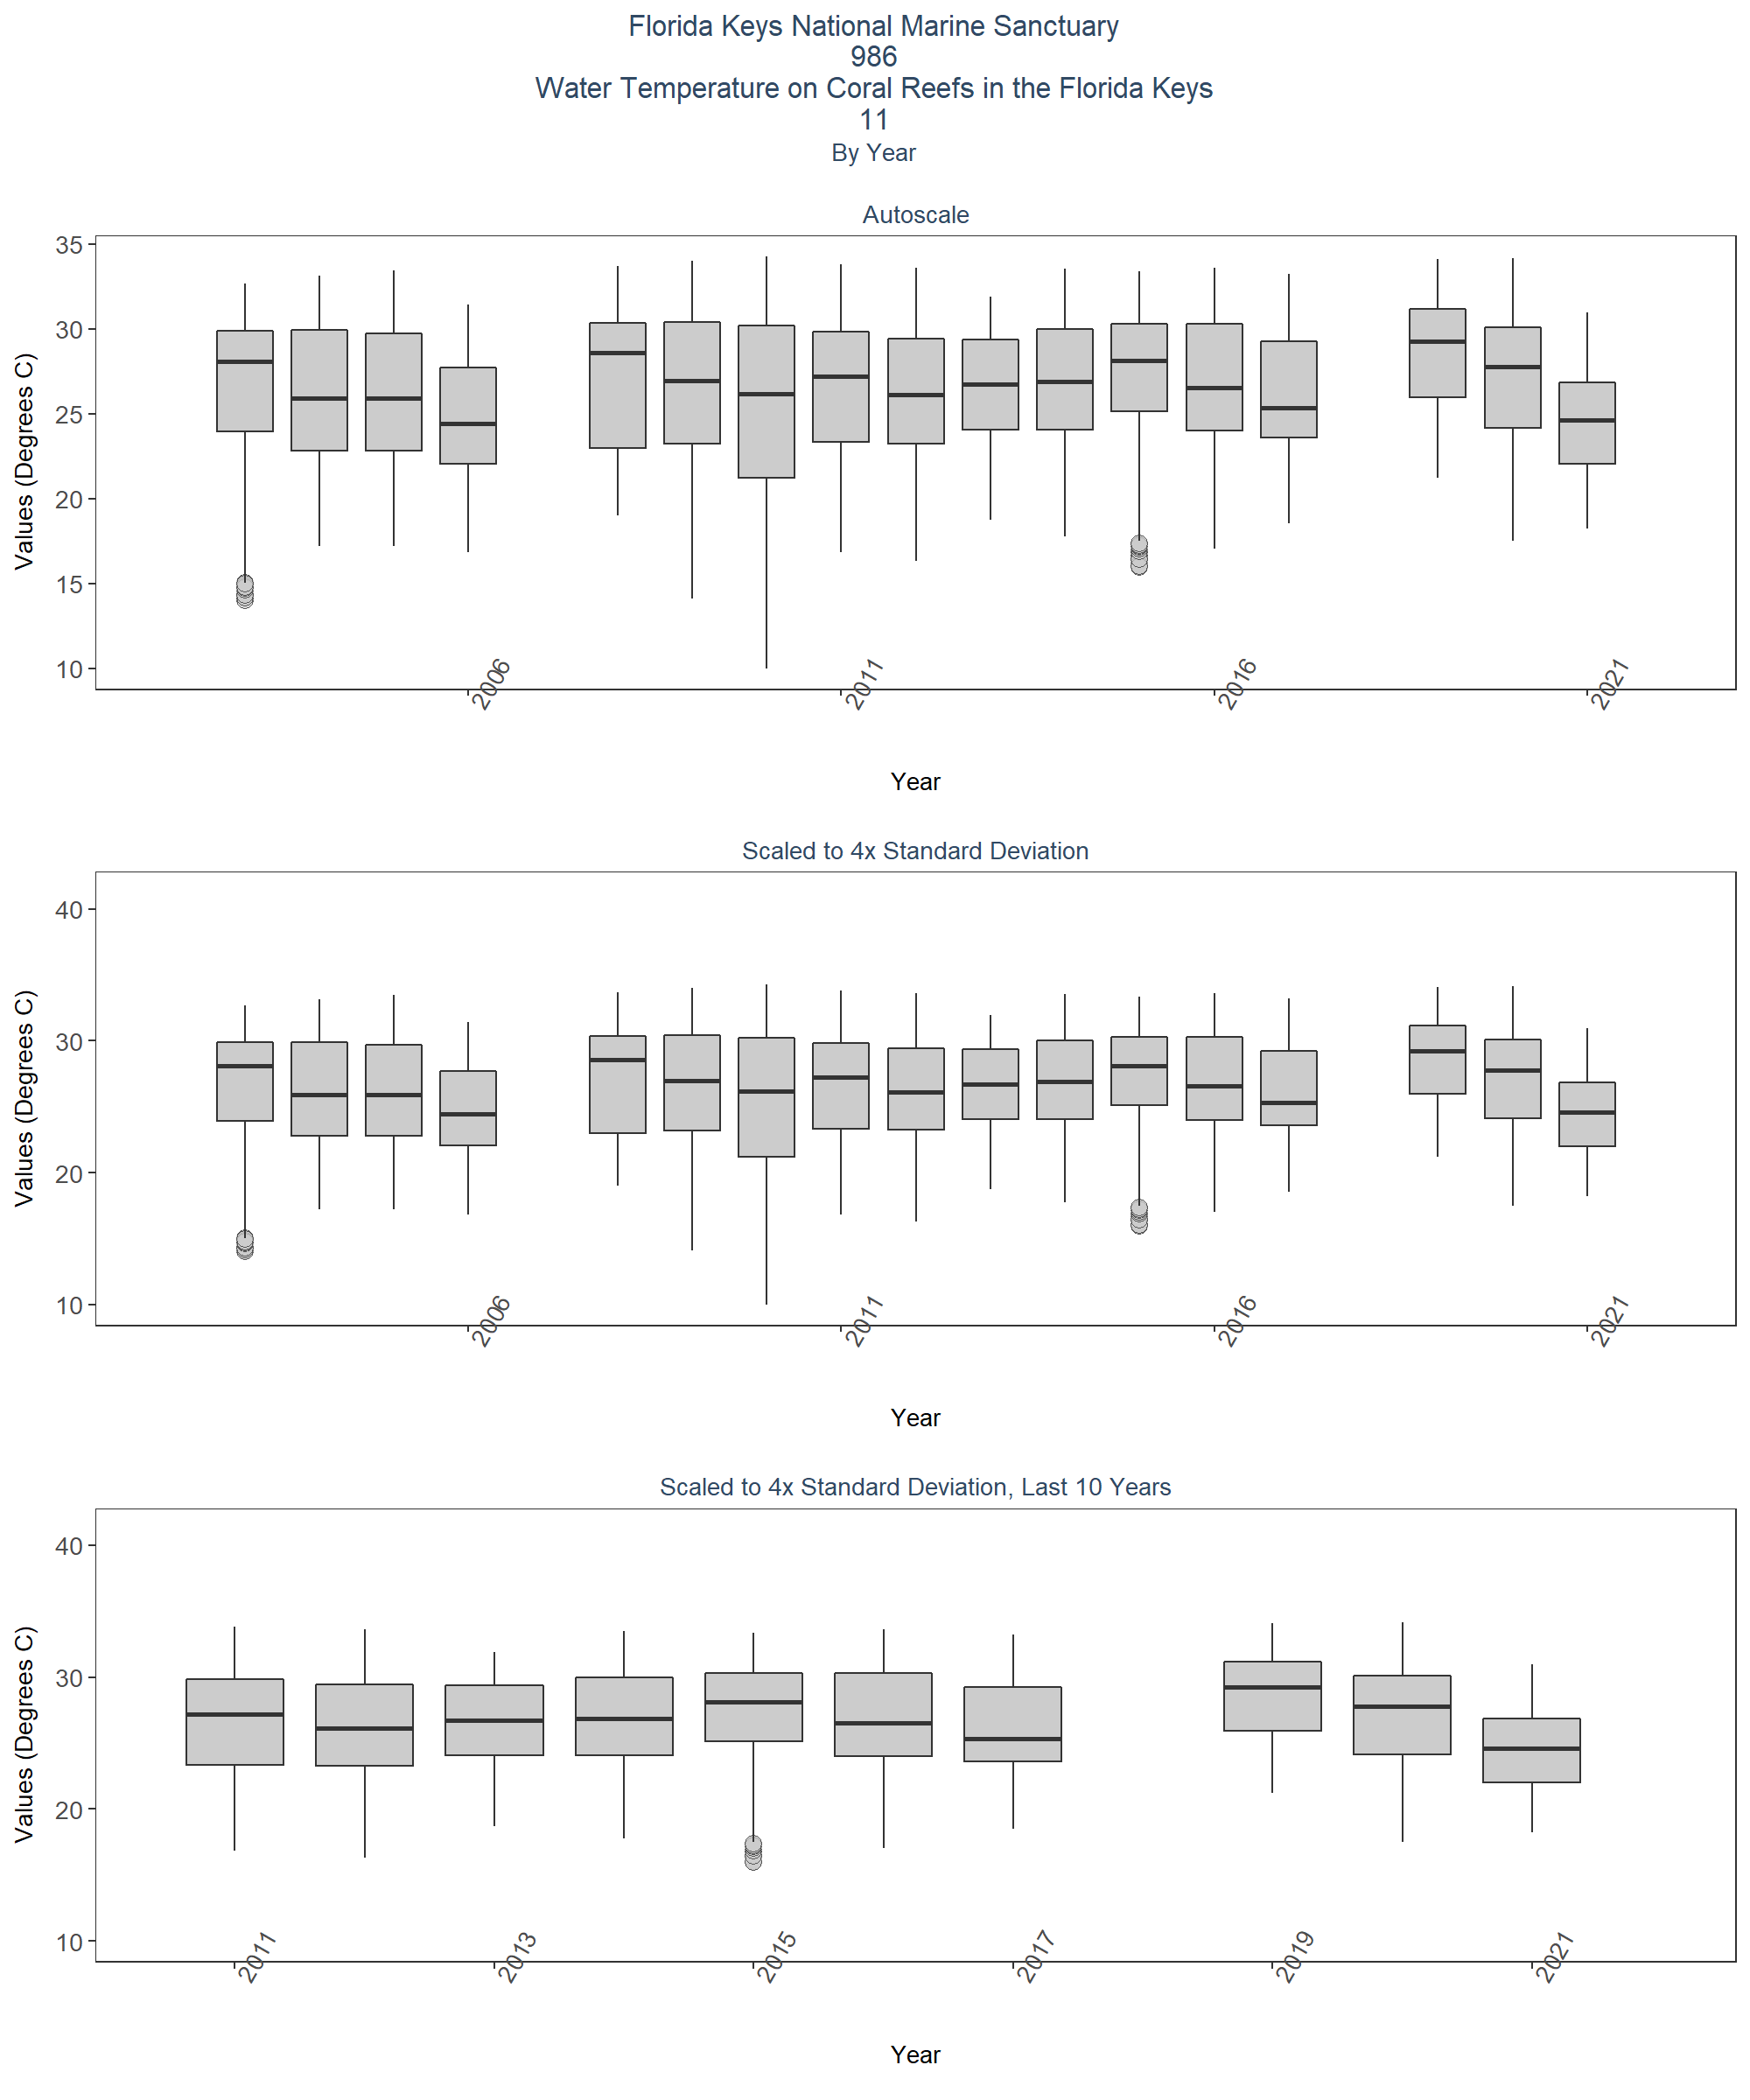 Florida Keys National Marine Sanctuary
986
Water Temperature on Coral Reefs in the Florida Keys
11
By Year
Autoscale
Values (Degrees C)
35
30
25
20
15
10
2006
2011
2016
2021
Year
Scaled to 4x Standard Deviation
Values (Degrees C)
40
30
20
10
2006
2011
2016
2021
Year
Scaled to 4x Standard Deviation, Last 10 Years
Values (Degrees C)
40
30
20
10
2011
2013
2015
2017
2019
2021
Year